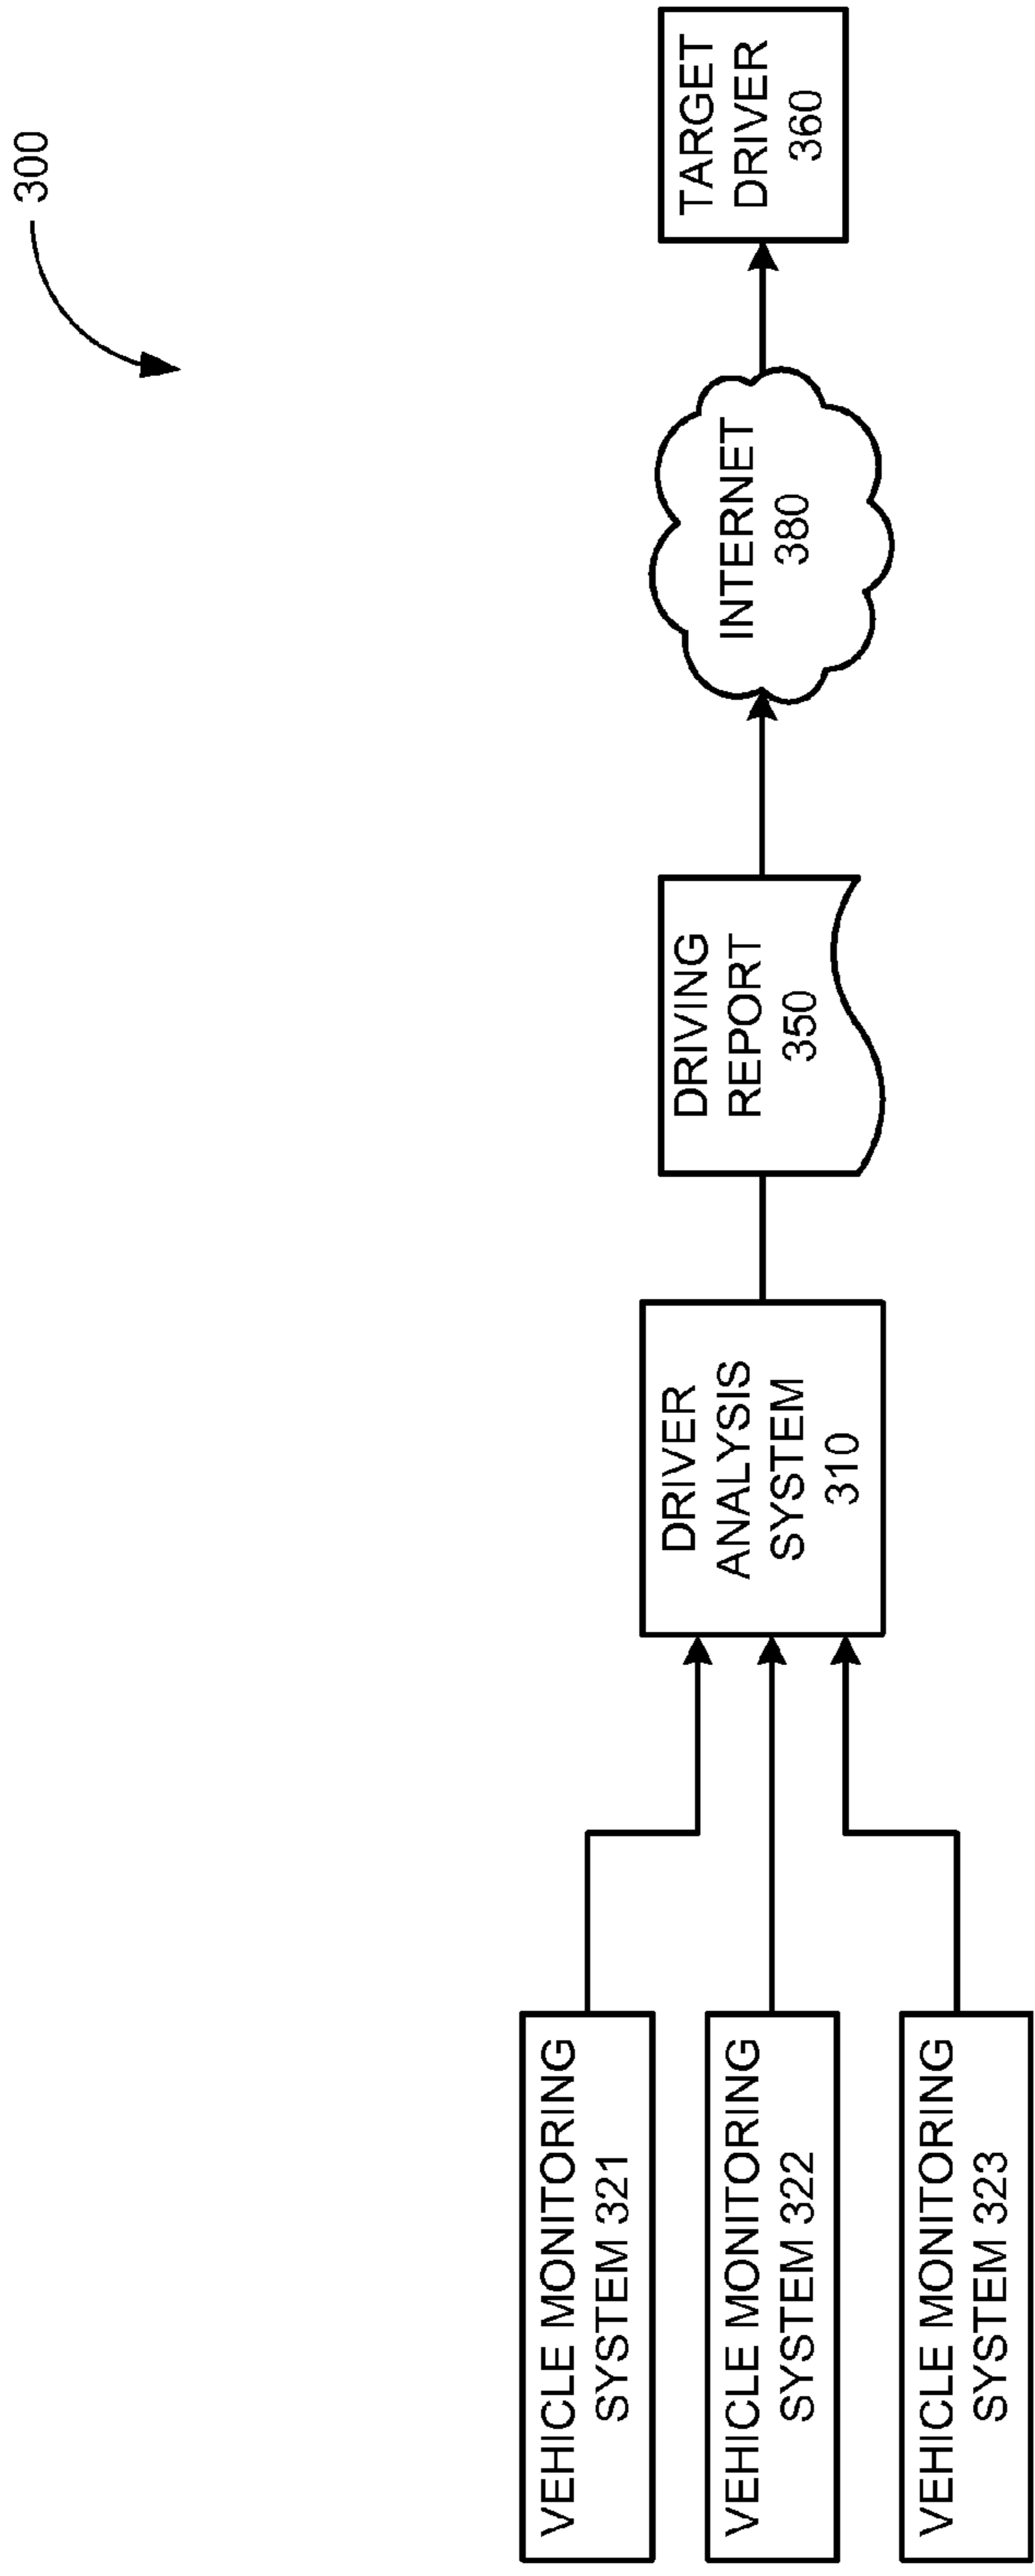 300
VEHICLE MONITORING
SYSTEM 321
VEHICLE MONITORING
SYSTEM 322
VEHICLE MONITORING
SYSTEM 323
DRIVER
ANALYSIS
SYSTEM
310
DRIVING
REPORT
350
INTERNET
380
TARGET
DRIVER
360